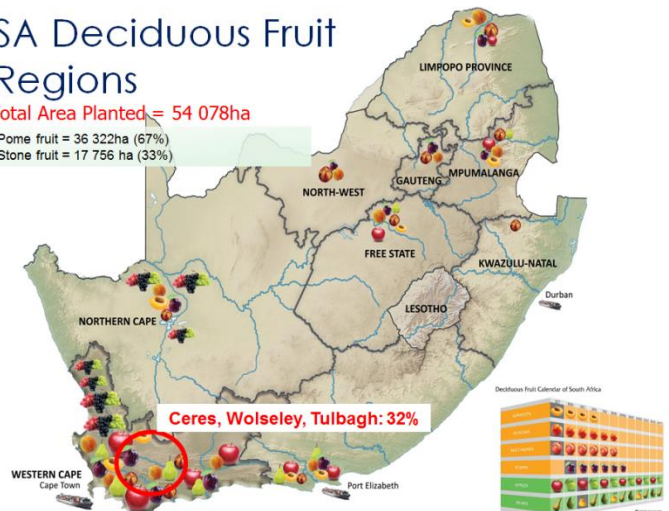 SA Deciduous Fruit
Regions
Total Area Planted = 54 078ha
Pome fruit = 36 322ha (67%)
Stone fruit = 17 756 ha (33%)
LIMPOPO PROVINCE
NORTH-WEST
GAUTENG
MPUMALANGA
FREE STATE
KWAZULU-NATAL
LESOTHO
Durban
NORTHERN CAPE
Ceres, Wolseley, Tulbagh: 32%
WESTERN CAPE
Cape Town
Port Elizabeth
Deciduous Fruit Calendar of South Africa